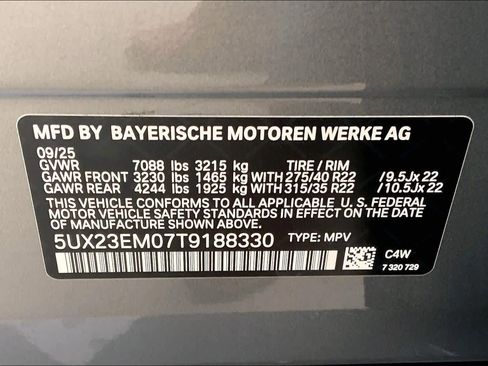 MFD BY BAYERISCHE MOTOREN WERKE AG
09/25
GVWR 7088 lbs 3215 kg TIRE / RIM
GAWR FRONT 3230 lbs 1465 kg WITH 275/40 R22 /9.5Jx 22
GAWR REAR 4244 lbs 1925 kg WITH 315/35 R22 /10.5Jx 22
THIS VEHICLE CONFORMS TO ALL APPLICABLE U. S. FEDERAL
MOTOR VEHICLE SAFETY STANDARDS IN EFFECT ON THE DATE
OF MANUFACTURE SHOWN ABOVE.
5UX23EM07T9188330 TYPE: MPV
C4W
7 320 729